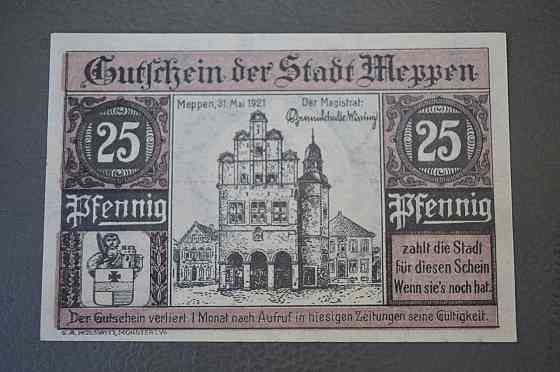 Gutschein der Stadt Meppen
Meppen, 31. Mai 1921 Der Magistrat:
25
Pfennig
25
Pfennig
zahlt die Stadt
für diesen Schein
Wenn sie's noch hat.
Der Gutschein verliert 1 Monat nach Aufruf in hiesigen Zeitungen seine Gültigkeit.
MÜNSTER i.W.